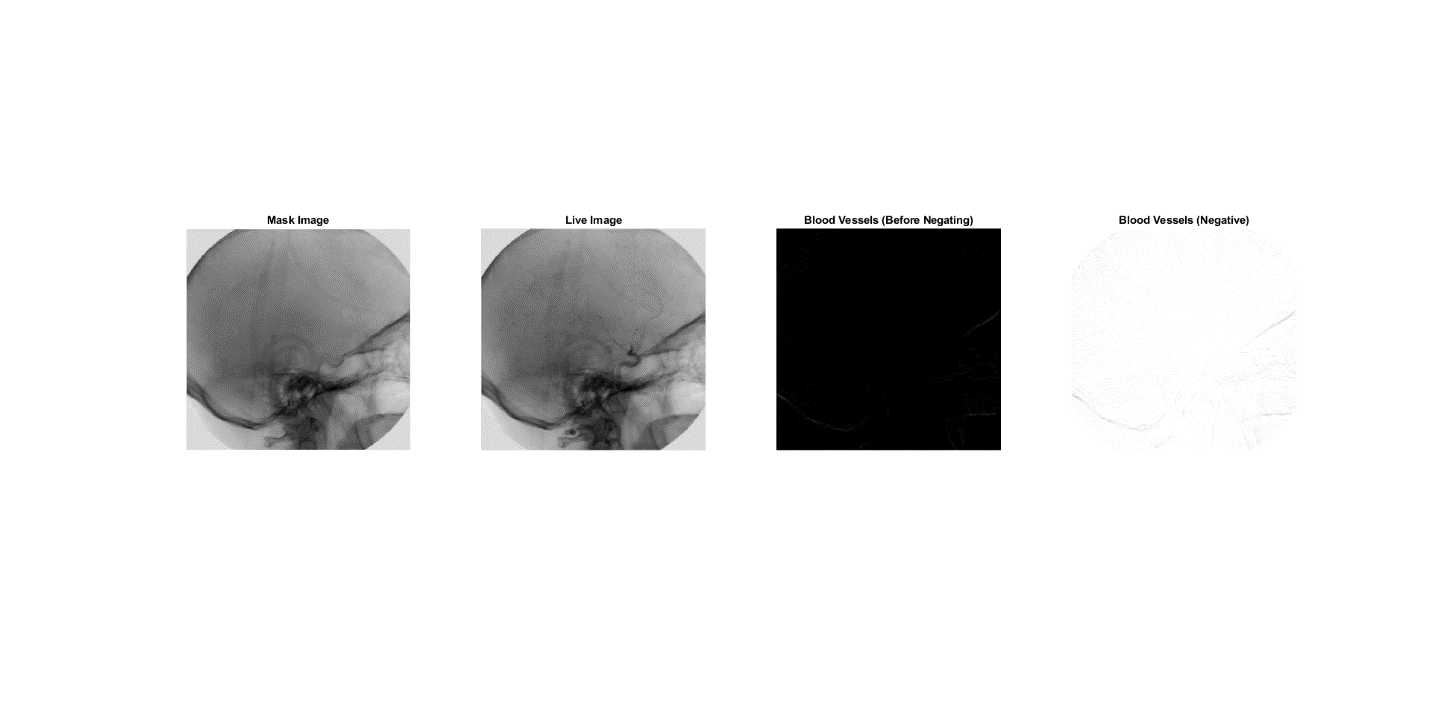 Mask Image
Live Image
Blood Vessels (Before Negating)
Blood Vessels (Negative)